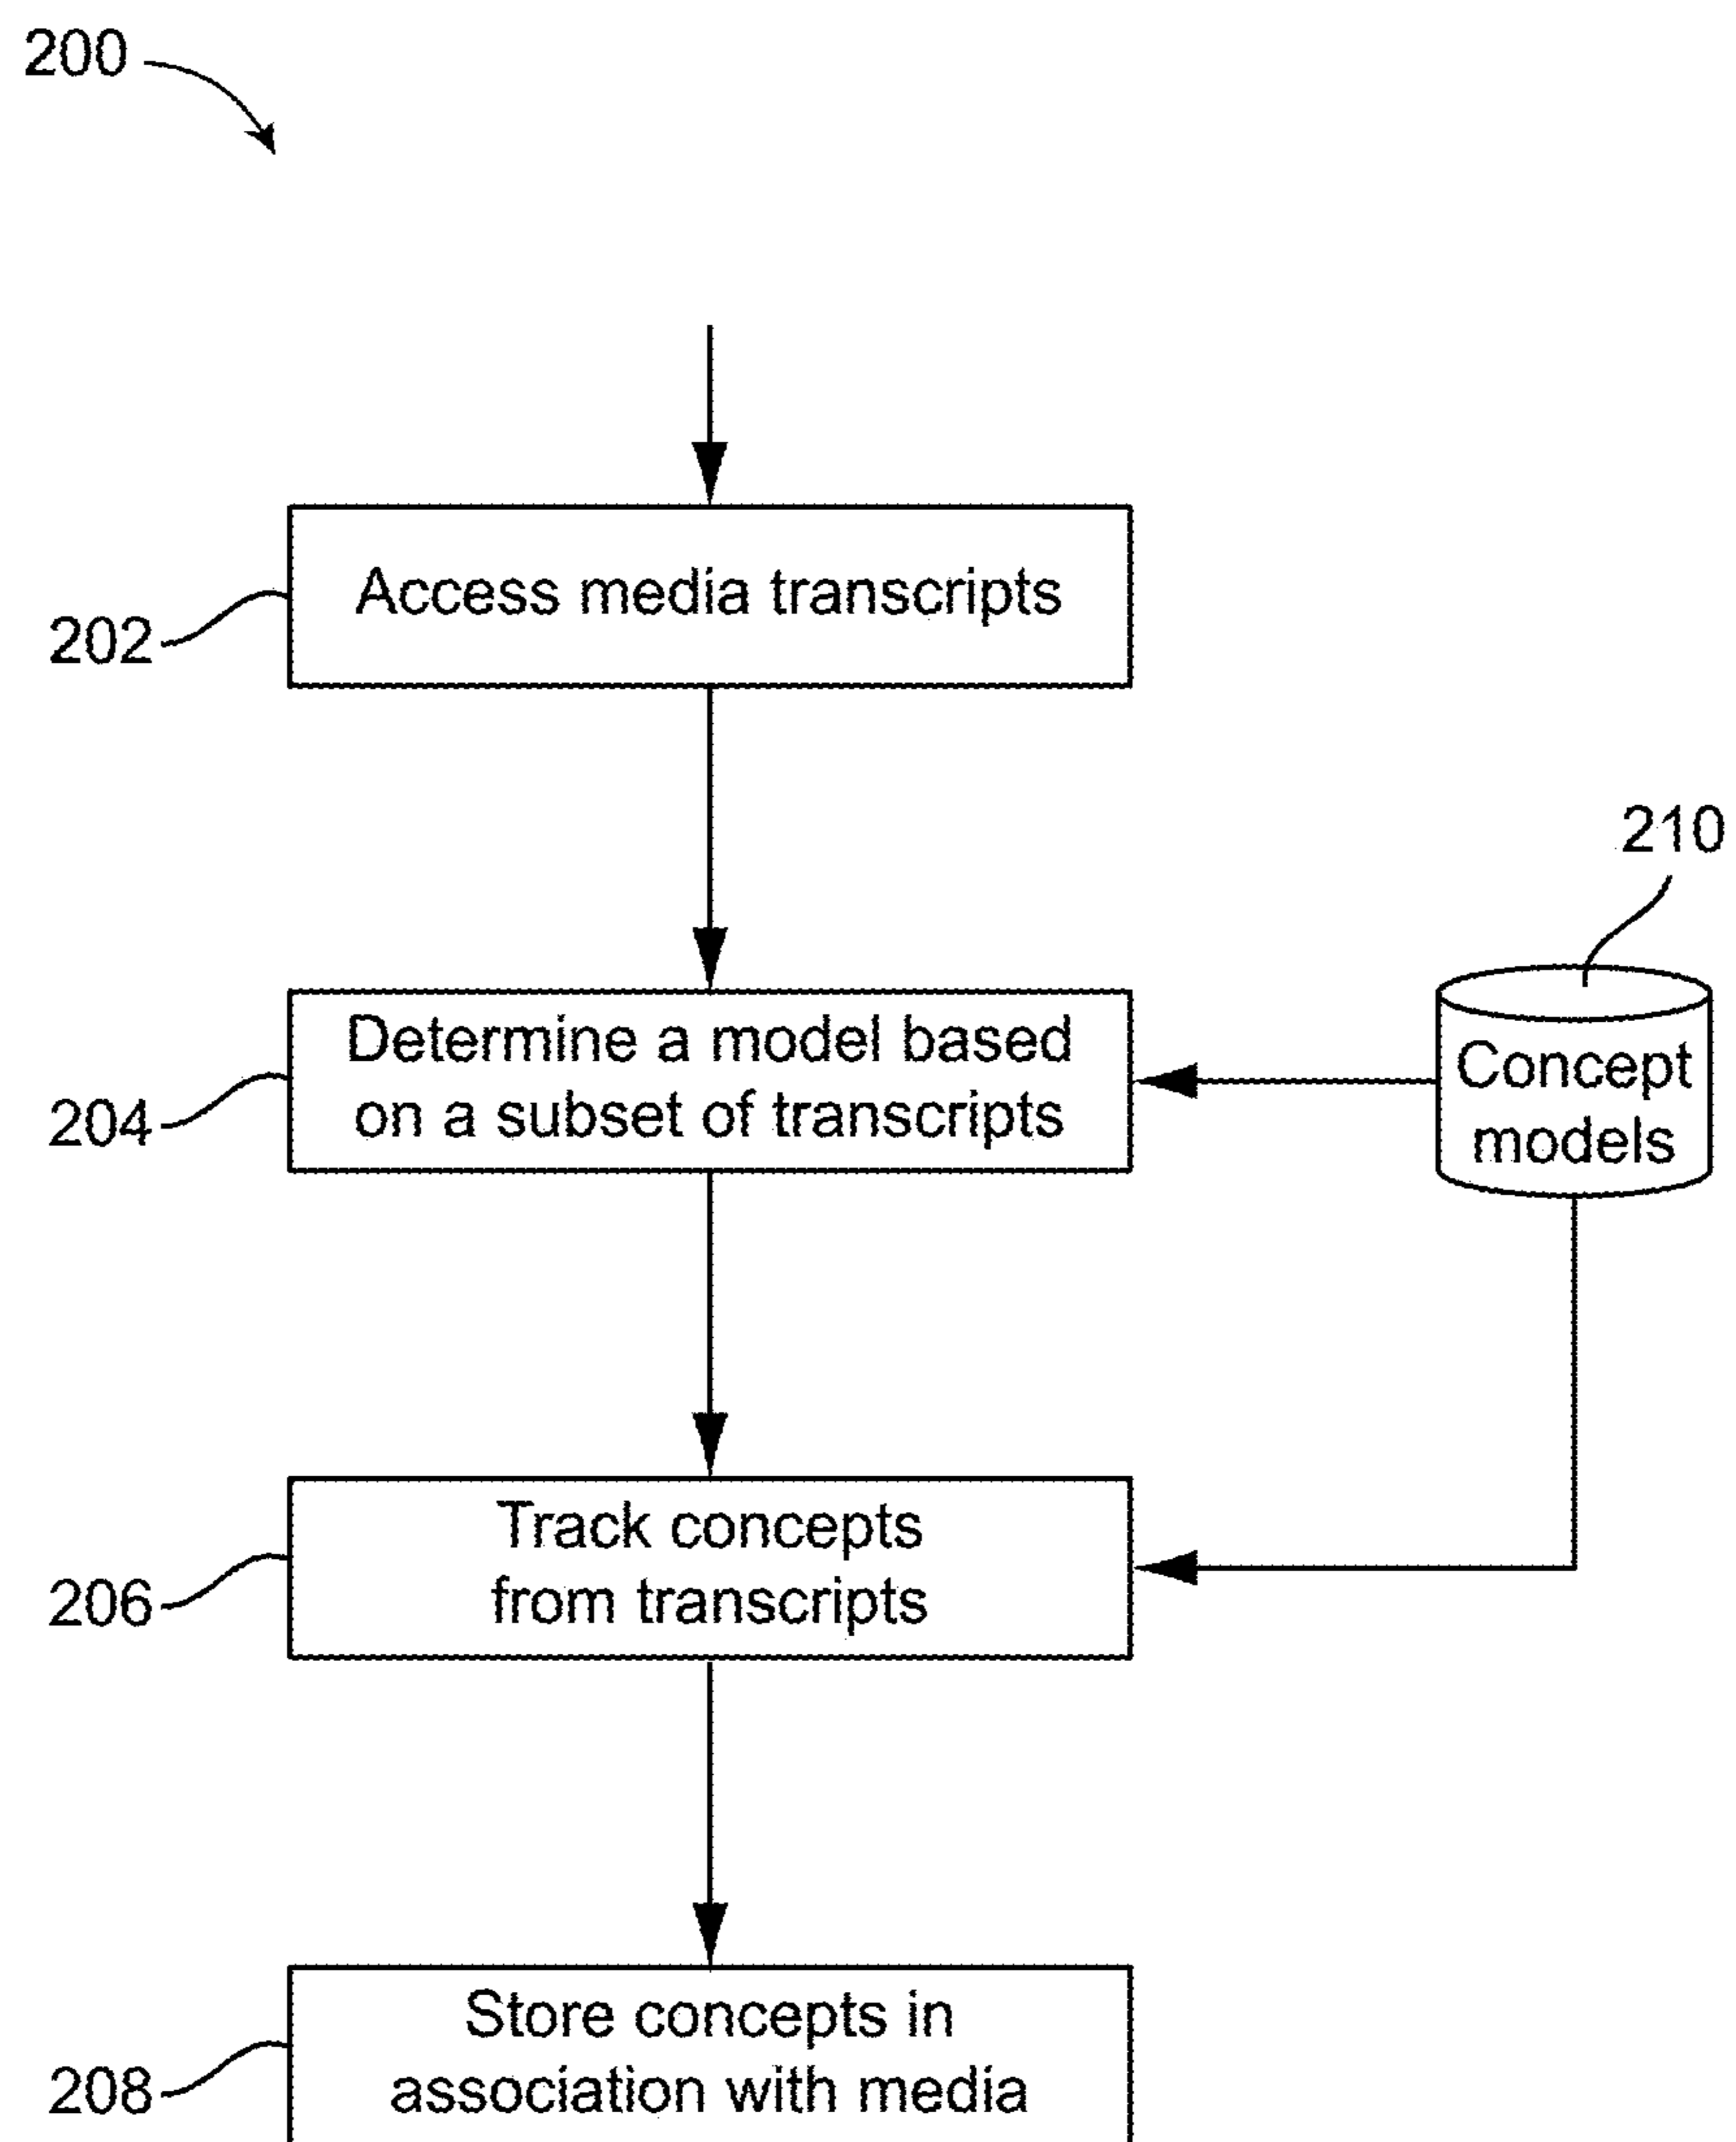 200
Access media transcripts
202
210
Determine a model based
on a subset of transcripts
204
Concept
models
Track concepts
from transcripts
206
Store concepts in
association with media
208